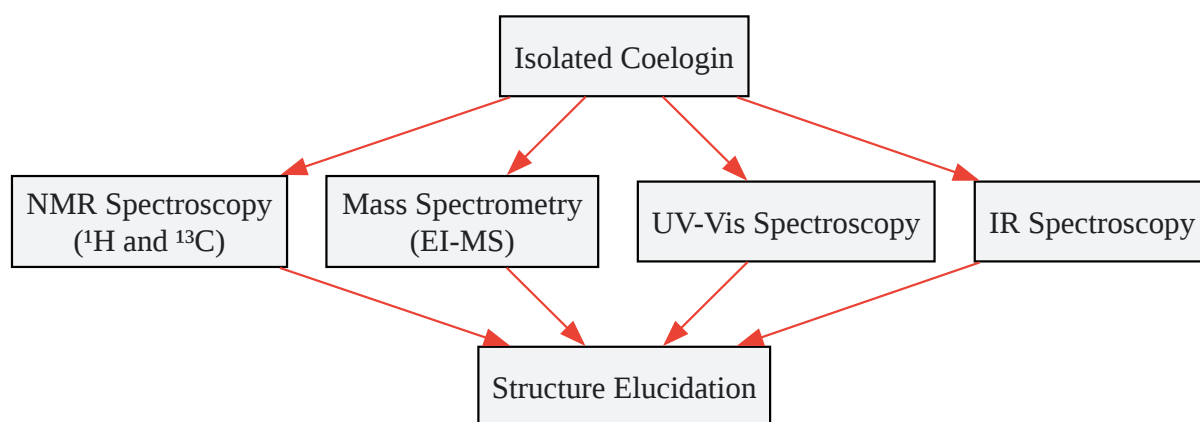 Isolated Coelogin
NMR Spectroscopy
(¹H and ¹³C)
Mass Spectrometry
(EI-MS)
UV-Vis Spectroscopy
IR Spectroscopy
Structure Elucidation